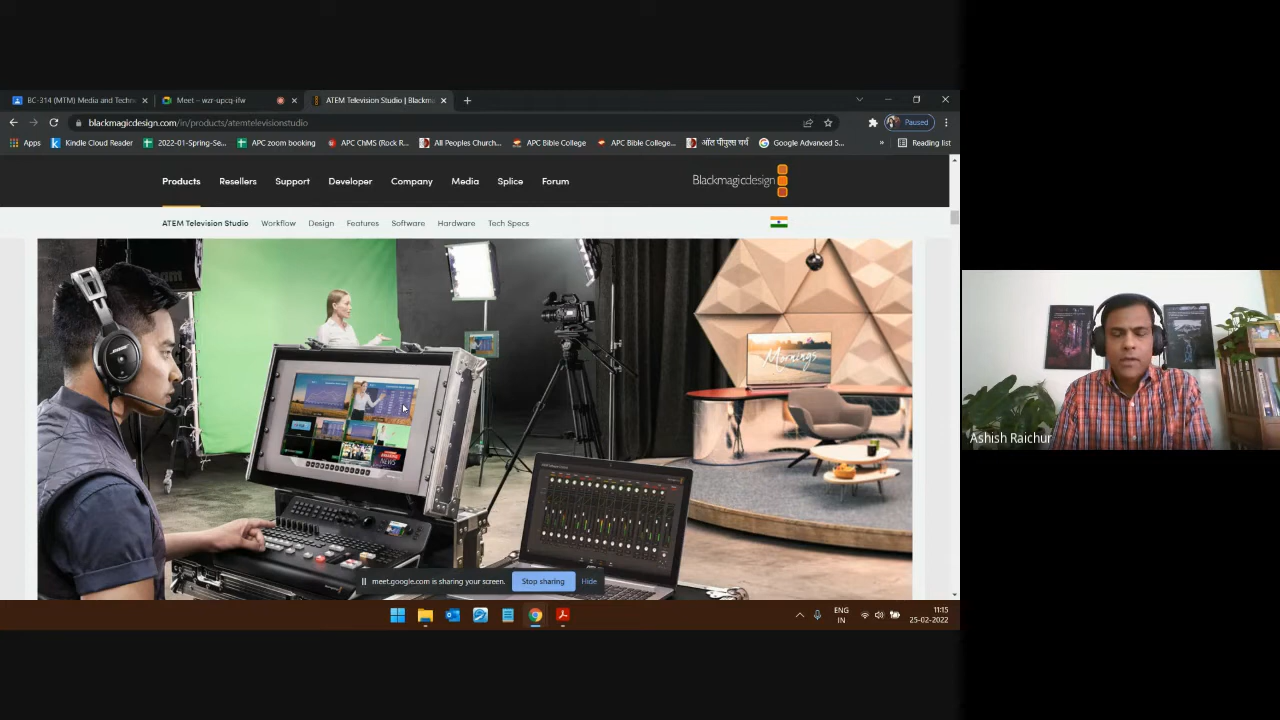 BC-314 (MTM) Media and Techn
Meet – wzr-upcq-ifw
ATEM Television Studio | Blackma
blackmagicdesign.com/in/products/atemtelevisionstudio
Paused
Apps
Kindle Cloud Reader
2022-01-Spring-Se...
APC zoom booking
APC ChMS (Rock R...
All Peoples Church...
APC Bible College
APC Bible College...
ऑल पीपुल्स चर्च
Google Advanced S...
»
Reading list
Products
Resellers
Support
Developer
Company
Media
Splice
Forum
Blackmagicdesign
ATEM Television Studio
Workflow
Design
Features
Software
Hardware
Tech Specs
Mornings
NEWS
meet.google.com is sharing your screen.
Stop sharing
Hide
ENG
IN
11:15
25-02-2022
Ashish Raichur